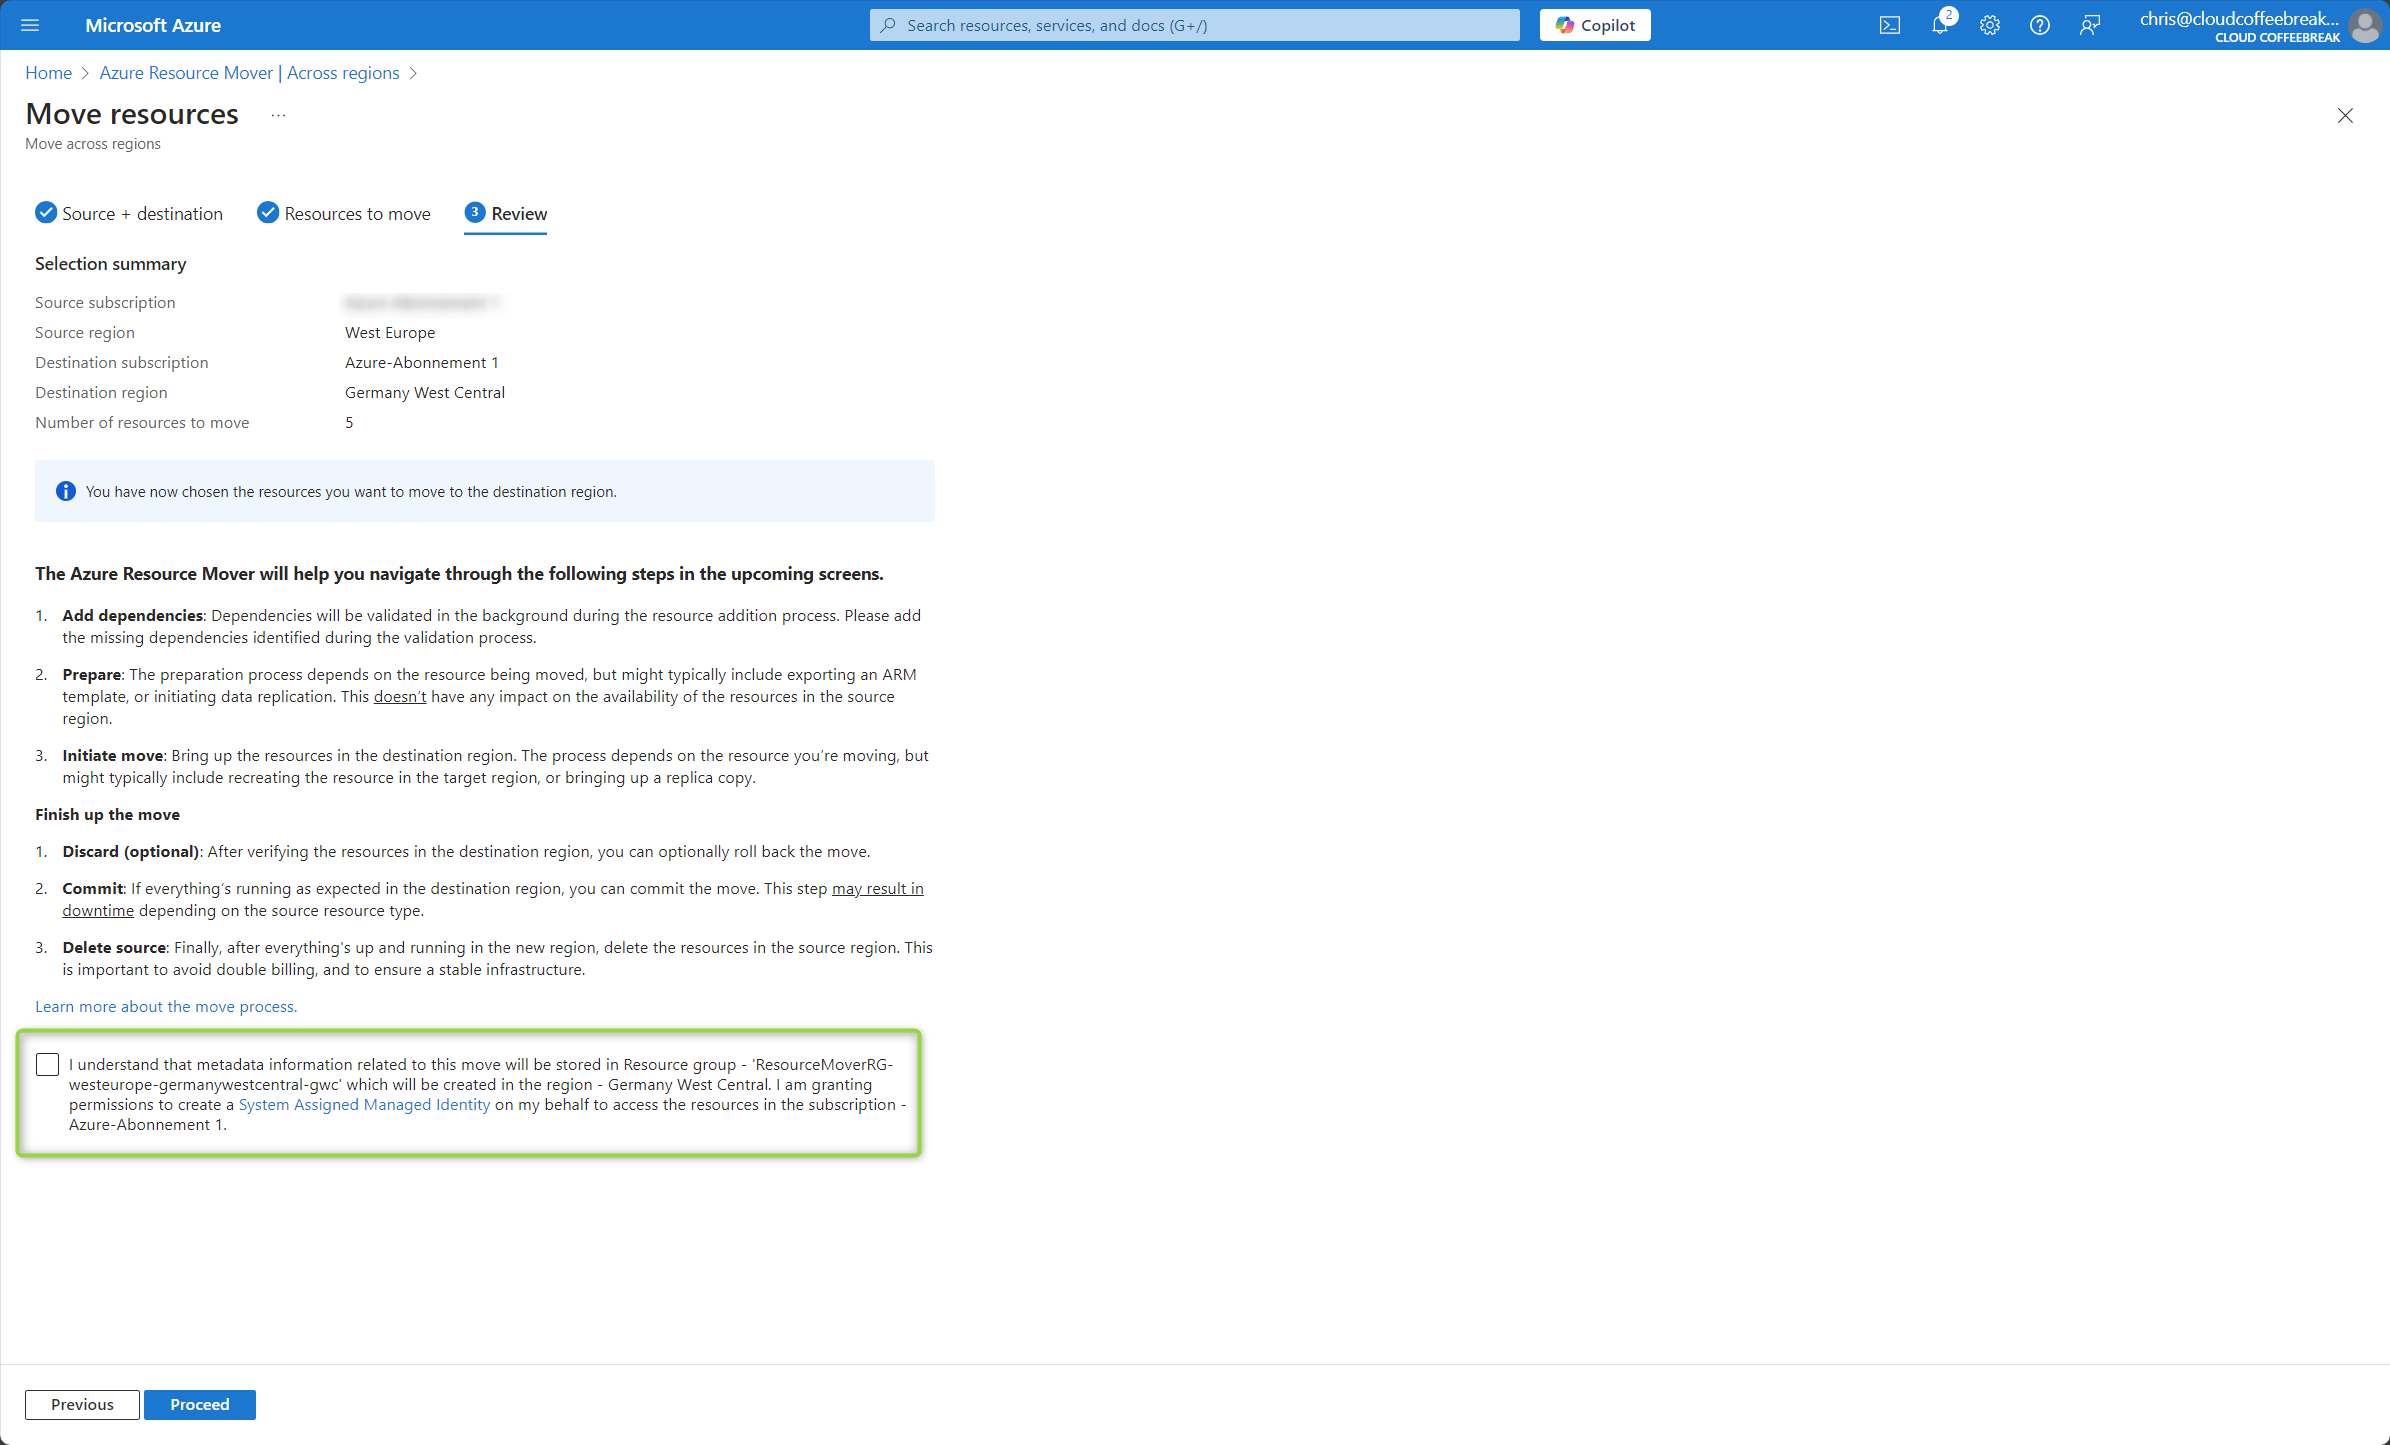 Microsoft Azure
Search resources, services, and docs (G+/)
Copilot
2
chris@cloudcoffeebreak...
CLOUD COFFEEBREAK
Home > Azure Resource Mover | Across regions >
Move resources ...
Move across regions
Source + destination
Resources to move
3 Review
Selection summary
Source subscription
Source region West Europe
Destination subscription Azure-Abonnement 1
Destination region Germany West Central
Number of resources to move 5
You have now chosen the resources you want to move to the destination region.
The Azure Resource Mover will help you navigate through the following steps in the upcoming screens.
1. Add dependencies: Dependencies will be validated in the background during the resource addition process. Please add
the missing dependencies identified during the validation process.
2. Prepare: The preparation process depends on the resource being moved, but might typically include exporting an ARM
template, or initiating data replication. This doesn't have any impact on the availability of the resources in the source
region.
3. Initiate move: Bring up the resources in the destination region. The process depends on the resource you're moving, but
might typically include recreating the resource in the target region, or bringing up a replica copy.
Finish up the move
1. Discard (optional): After verifying the resources in the destination region, you can optionally roll back the move.
2. Commit: If everything's running as expected in the destination region, you can commit the move. This step may result in
downtime depending on the source resource type.
3. Delete source: Finally, after everything's up and running in the new region, delete the resources in the source region. This
is important to avoid double billing, and to ensure a stable infrastructure.
Learn more about the move process.
I understand that metadata information related to this move will be stored in Resource group - 'ResourceMoverRG-
westeurope-germanywestcentral-gwc' which will be created in the region - Germany West Central. I am granting
permissions to create a System Assigned Managed Identity on my behalf to access the resources in the subscription -
Azure-Abonnement 1.
Previous
Proceed